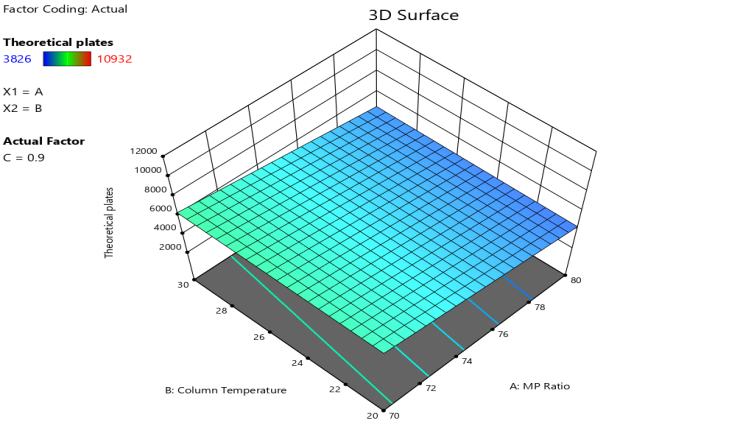 Factor Coding: Actual
3D Surface
Theoretical plates
3826 10932
X1 = A
X2 = B
Actual Factor
C = 0.9
Theoretical plates
12000
10000
8000
6000
4000
2000
30
28
26
24
22
20
B: Column Temperature
70
72
74
76
78
80
A: MP Ratio